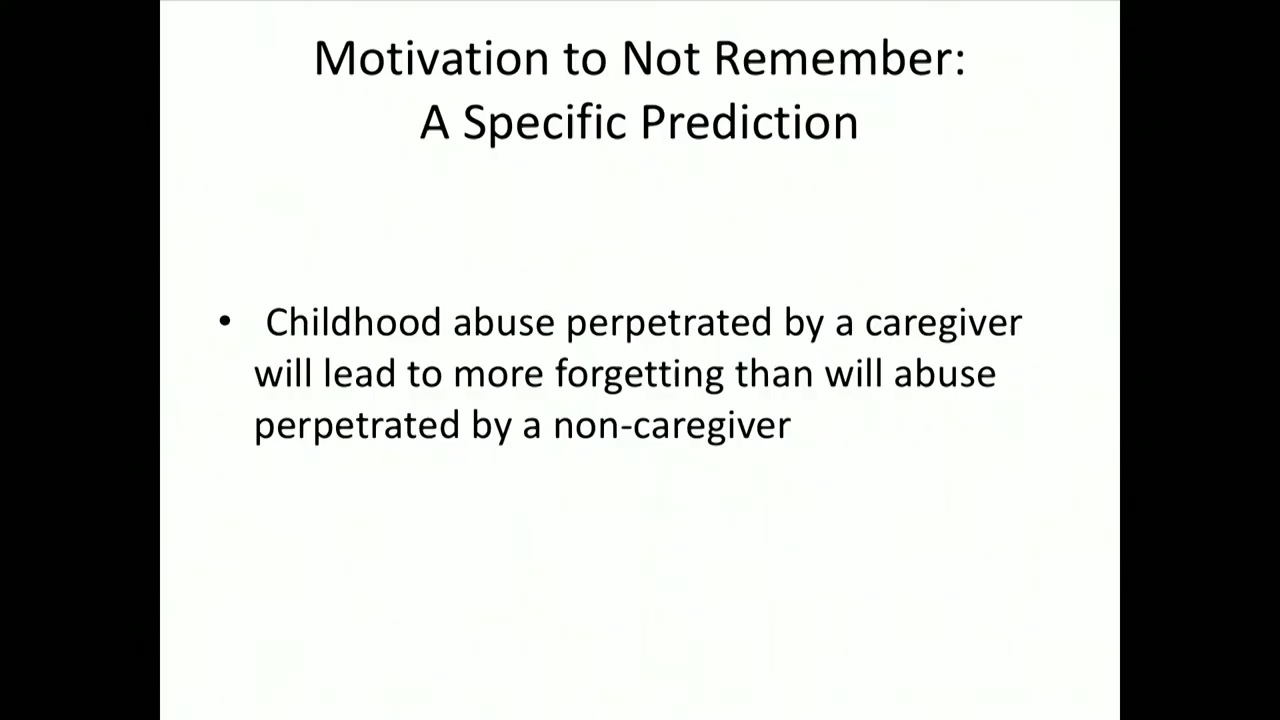 Motivation to Not Remember:
A Specific Prediction
• Childhood abuse perpetrated by a caregiver
will lead to more forgetting than will abuse
perpetrated by a non-caregiver